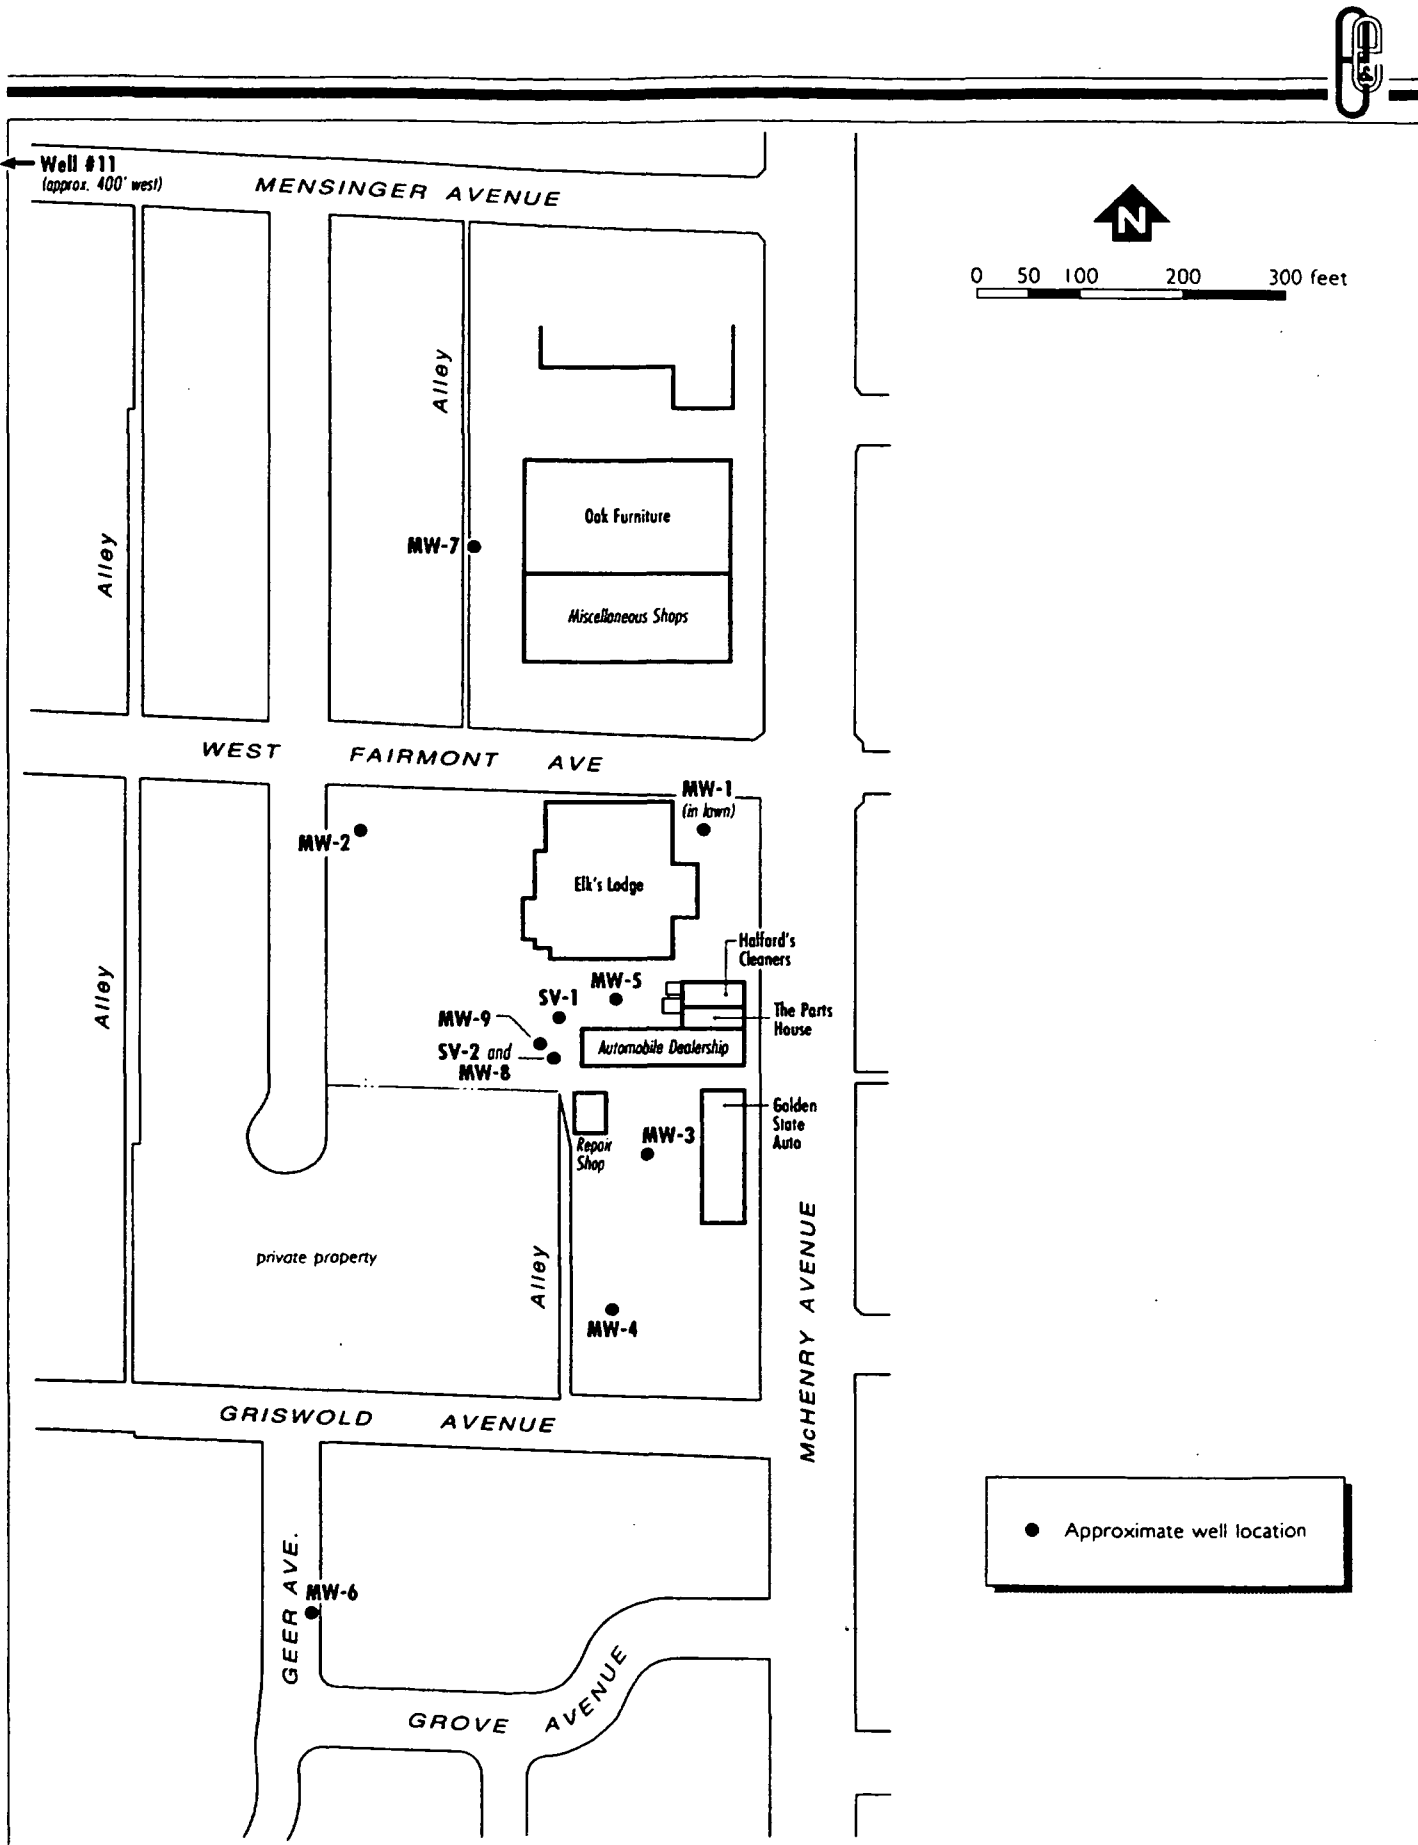 Well #11
(approx. 400' west)
MENSINGER AVENUE
N
0 50 100 200 300 feet
Alley
Oak Furniture
MW-7
Alley
Miscellaneous Shops
WEST FAIRMONT AVE
MW-1
(in lawn)
MW-2
Elk's Lodge
Halford's
Cleaners
MW-5
SV-1
Alley
The Parts
House
MW-9
SV-2 and
MW-8
Automobile Dealership
Golden
State
Auto
MW-3
Repair
Shop
McHENRY AVENUE
private property
Alley
MW-4
GRISWOLD AVENUE
Approximate well location
GEER AVE.
MW-6
GROVE AVENUE